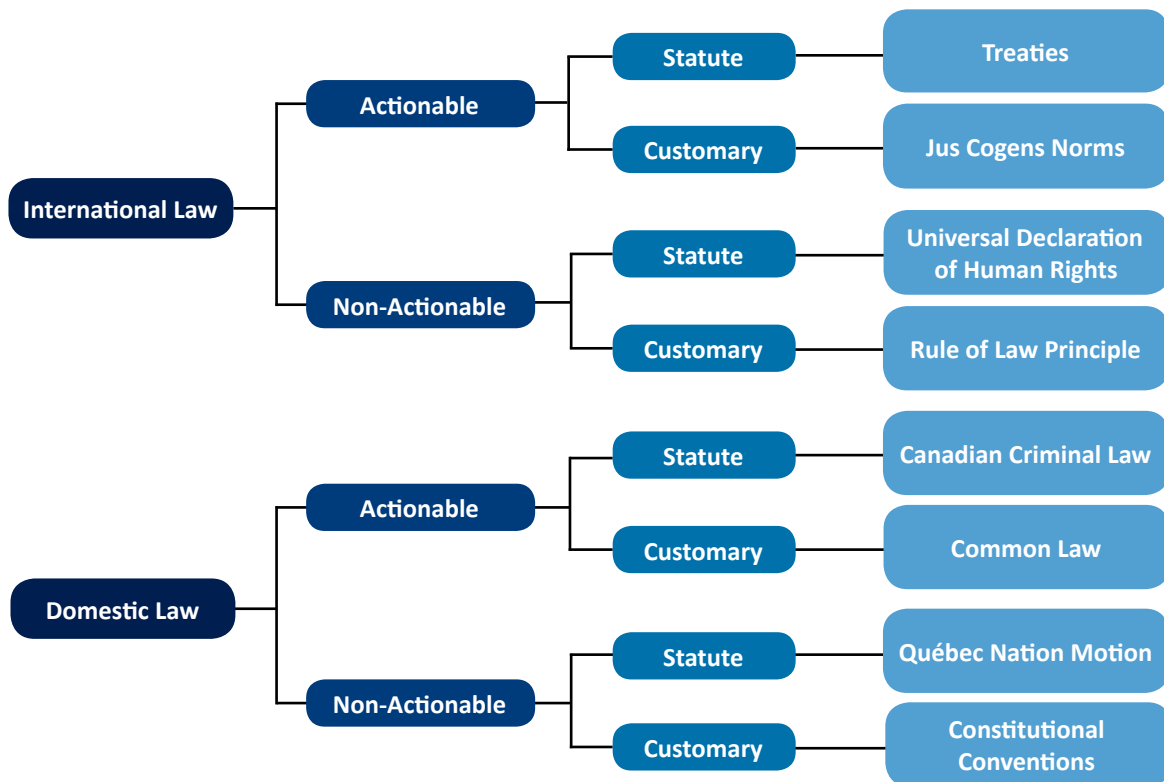 Statute
Treaties
Actionable
Customary
Jus Cogens Norms
International Law
Statute
Universal Declaration
of Human Rights
Non-Actionable
Customary
Rule of Law Principle
Statute
Canadian Criminal Law
Actionable
Customary
Common Law
Domestic Law
Statute
Québec Nation Motion
Non-Actionable
Customary
Constitutional
Conventions